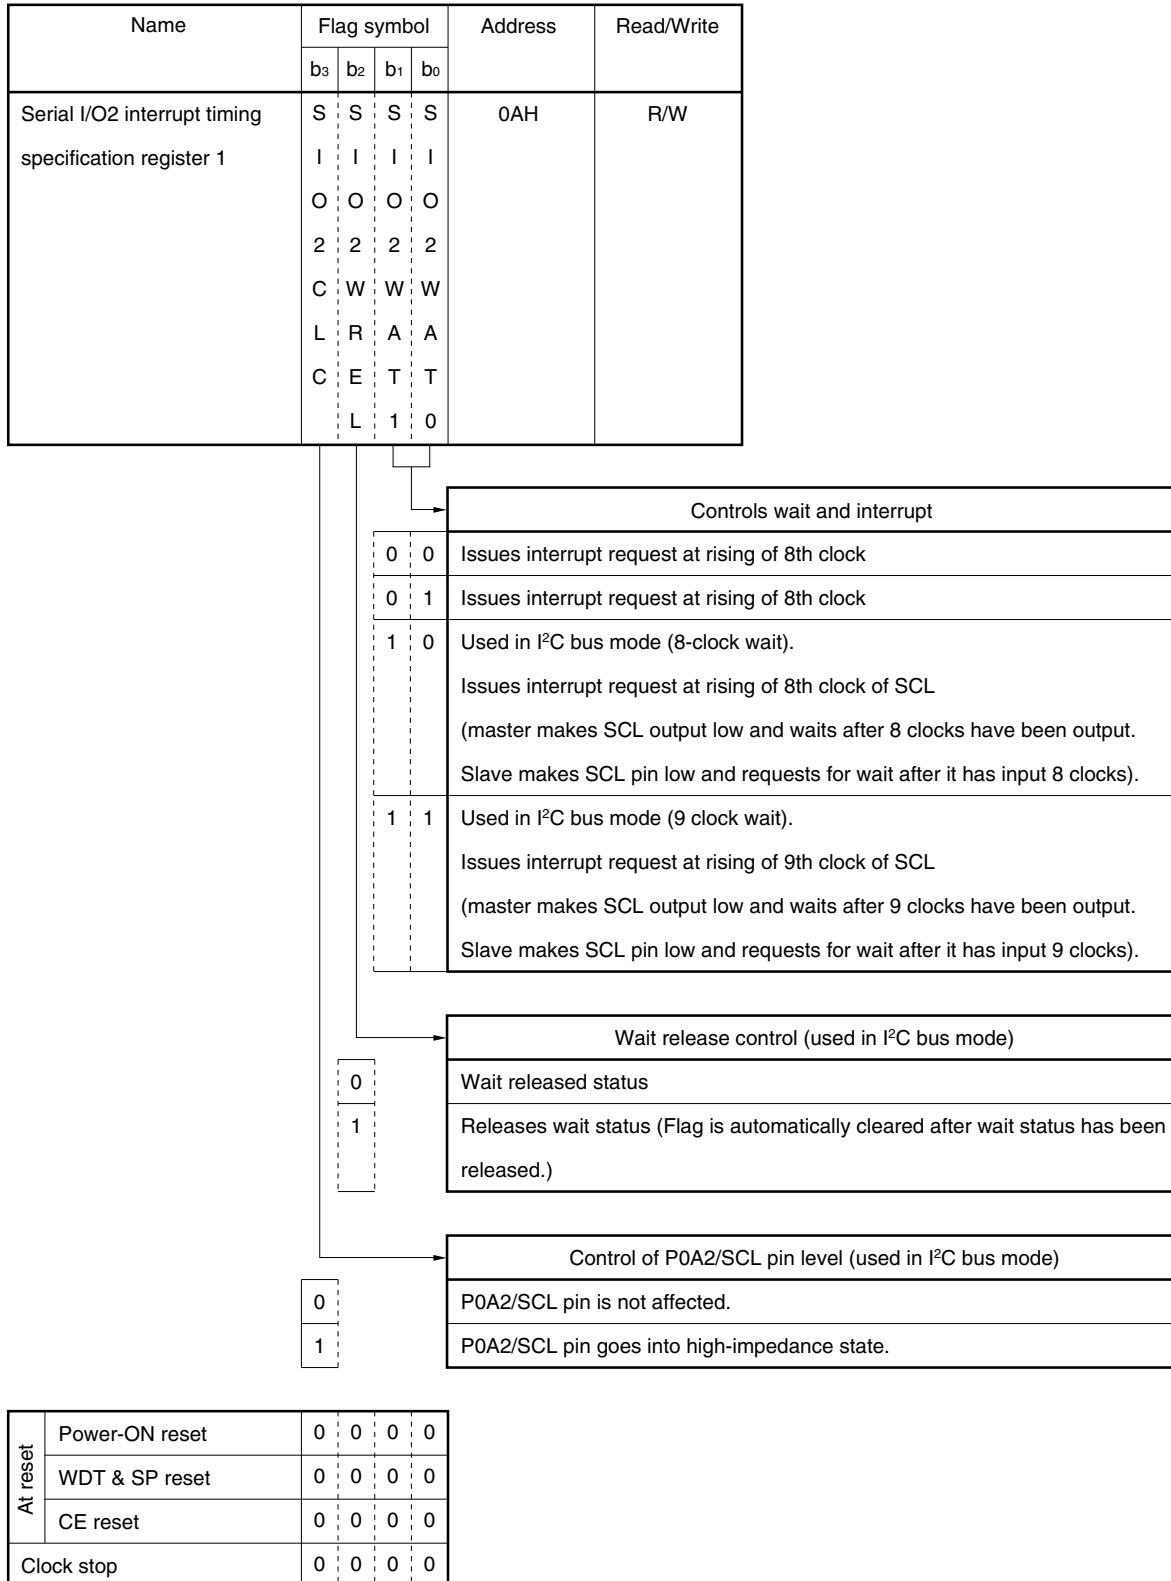 Name Flag symbol Address Read/Write
b3 b2 b1 b0
Serial I/O2 interrupt timing S S S S 0AH R/W
specification register 1 I I I I
O O O O
2 2 2 2
C W W W
L R A A
C E T T
L 1 0
Controls wait and interrupt
0 0 Issues interrupt request at rising of 8th clock
0 1 Issues interrupt request at rising of 8th clock
1 0 Used in I²C bus mode (8-clock wait).
Issues interrupt request at rising of 8th clock of SCL
(master makes SCL output low and waits after 8 clocks have been output.
Slave makes SCL pin low and requests for wait after it has input 8 clocks).
1 1 Used in I²C bus mode (9 clock wait).
Issues interrupt request at rising of 9th clock of SCL
(master makes SCL output low and waits after 9 clocks have been output.
Slave makes SCL pin low and requests for wait after it has input 9 clocks).
Wait release control (used in I²C bus mode)
0 Wait released status
1 Releases wait status (Flag is automatically cleared after wait status has been
released.)
Control of P0A2/SCL pin level (used in I²C bus mode)
0 P0A2/SCL pin is not affected.
1 P0A2/SCL pin goes into high-impedance state.
At reset
Power-ON reset 0 0 0 0
WDT & SP reset 0 0 0 0
CE reset 0 0 0 0
Clock stop 0 0 0 0